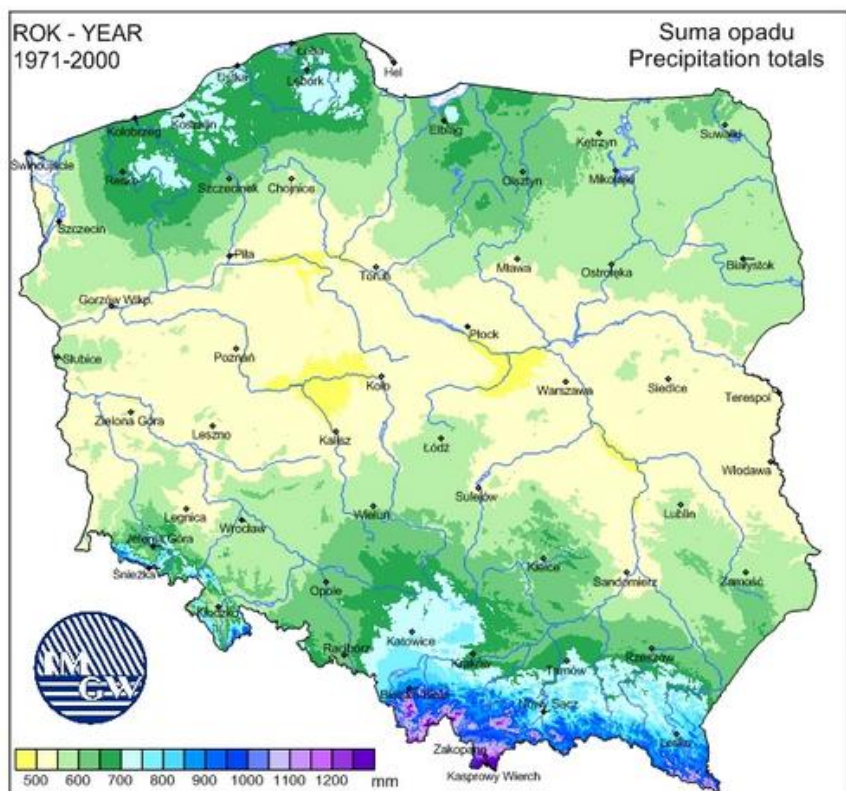 ROK - YEAR
1971-2000
Suma opadu
Precipitation totals
Łeba
Ustka
Lębork
Hel
Kołobrzeg
Koszalin
Elbląg
Kętrzyn
Suwałki
Świnoujście
Resko
Szczecinek
Chojnice
Olsztyn
Mikołajki
Szczecin
Piła
Toruń
Mława
Ostrołęka
Białystok
Gorzów Wlkp.
Płock
Słubice
Poznań
Koło
Warszawa
Siedlce
Terespol
Zielona Góra
Leszno
Kalisz
Łódź
Włodawa
Sulejów
Legnica
Wrocław
Wieluń
Lublin
Jelenia Góra
Śnieżka
Kielce
Sandomierz
Zamość
Opole
Kłodzko
Katowice
Racibórz
Kraków
Tarnów
Rzeszów
Bielsko-Biała
Nowy Sącz
Lesko
Zakopane
Kasprowy Wierch
IM
GW
500 600 700 800 900 1000 1100 1200 mm